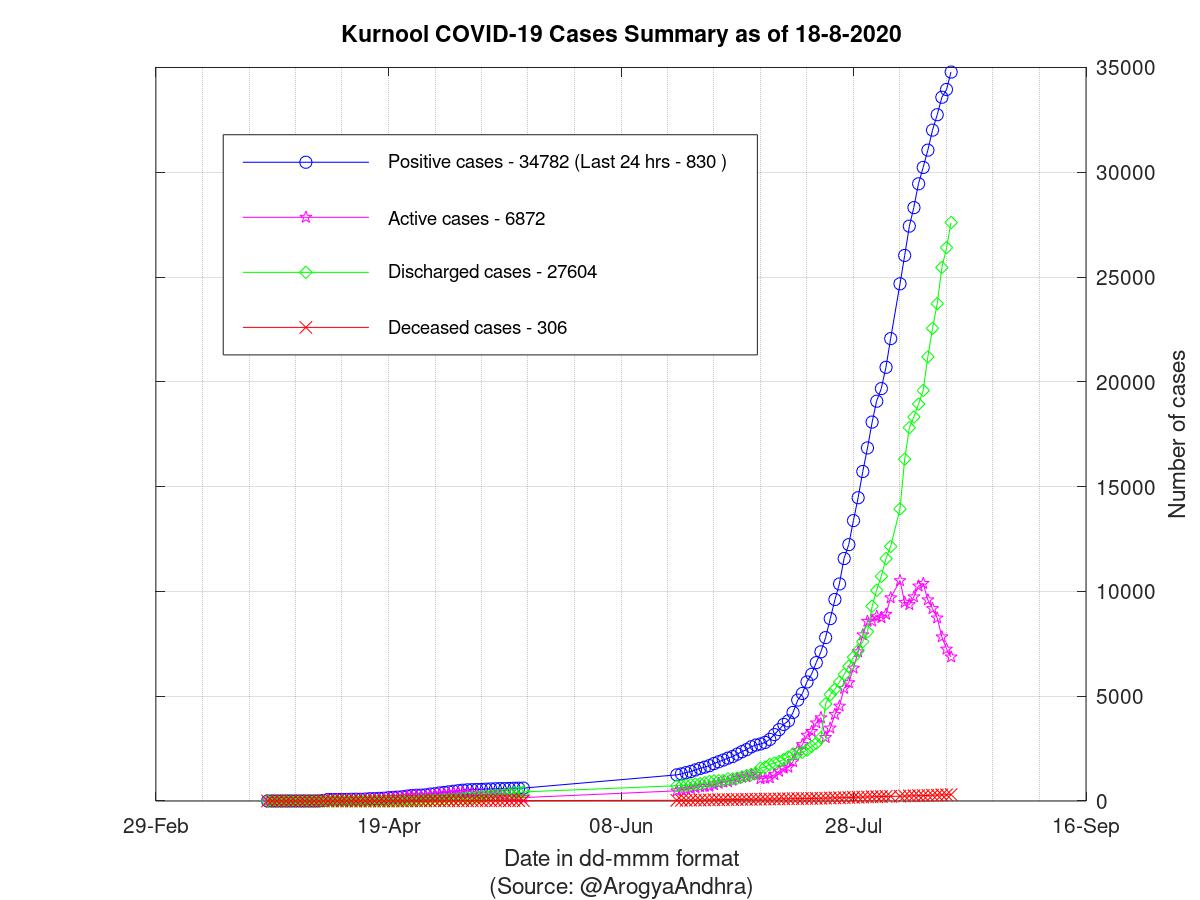 Kurnool COVID-19 Cases Summary as of 18-8-2020
Positive cases - 34782 (Last 24 hrs - 830 )
Active cases - 6872
Discharged cases - 27604
Deceased cases - 306
35000
30000
25000
20000
15000
10000
5000
0
Number of cases
29-Feb 19-Apr 08-Jun 28-Jul 16-Sep
Date in dd-mmm format
(Source: @ArogyaAndhra)